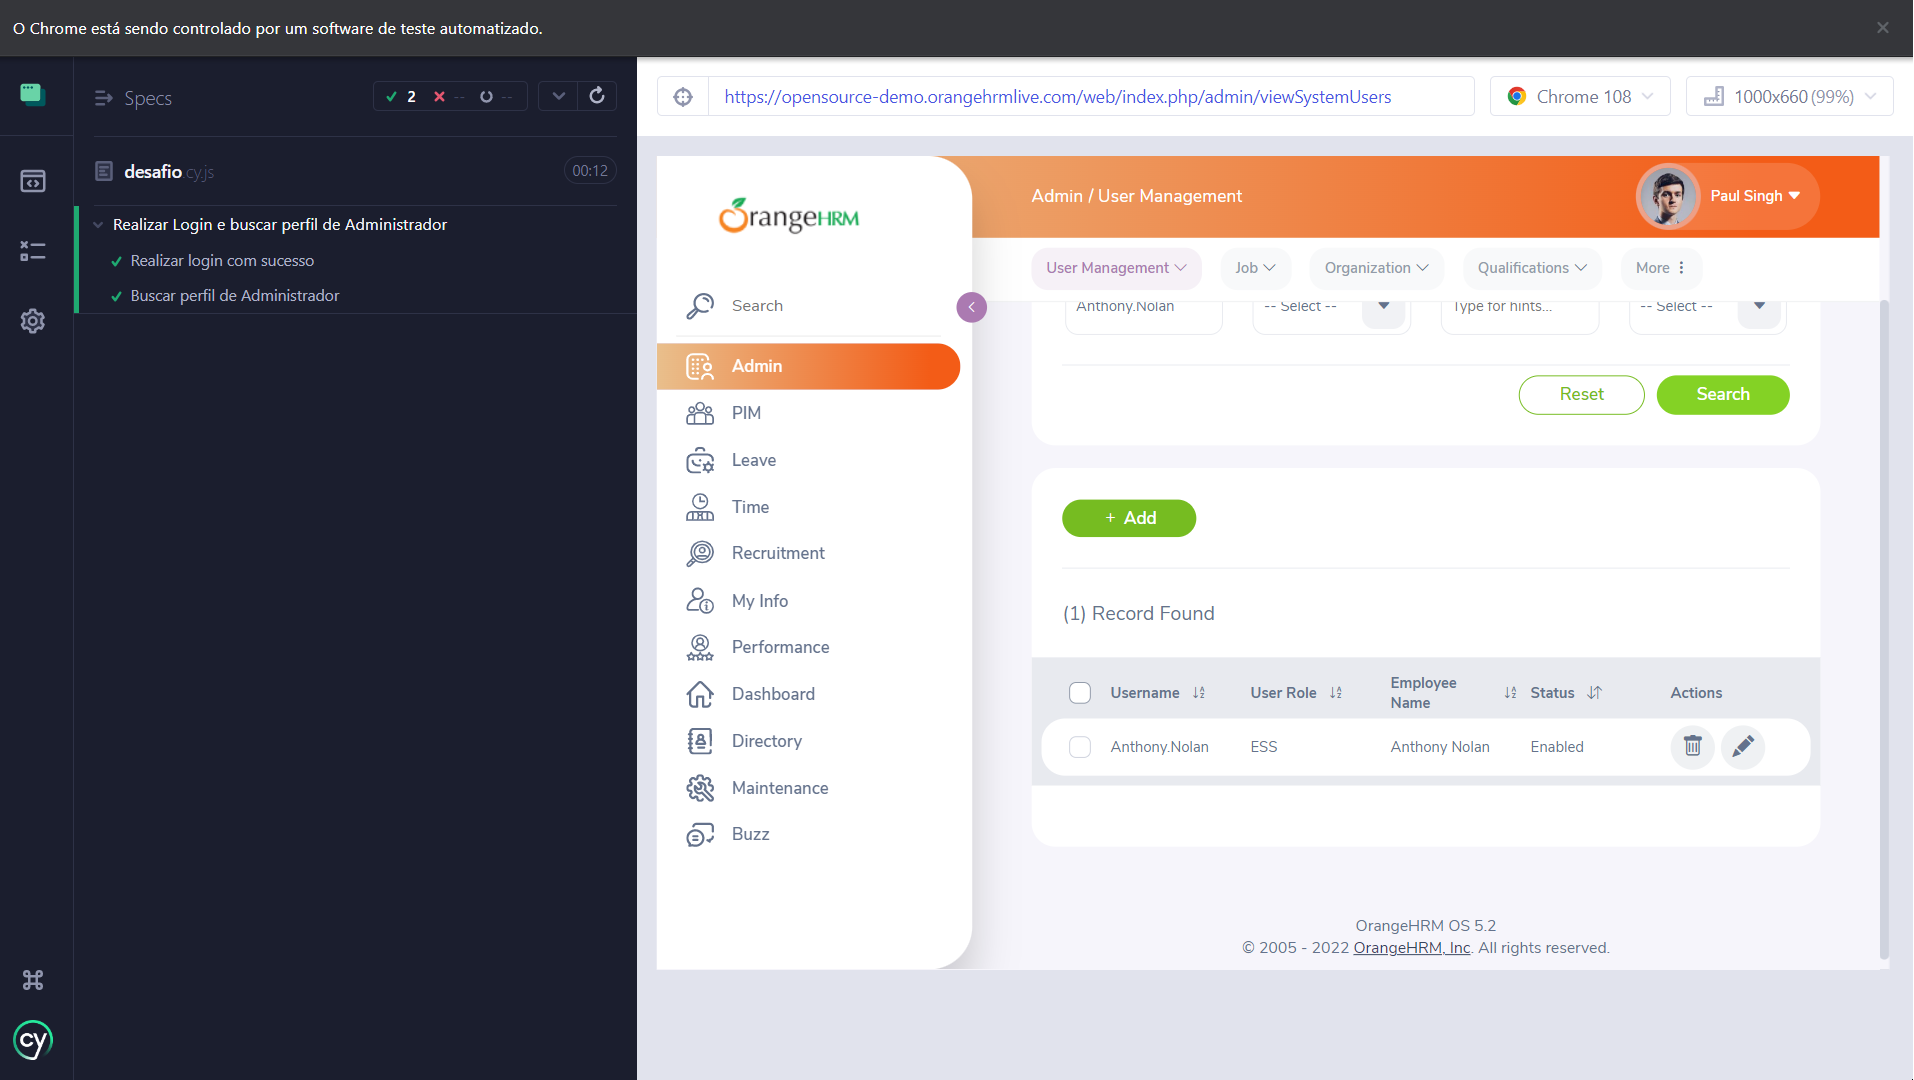 O Chrome está sendo controlado por um software de teste automatizado.
Specs
2 -- --
desafio.cy.js
00:12
Realizar Login e buscar perfil de Administrador
Realizar login com sucesso
Buscar perfil de Administrador
cy
https://opensource-demo.orangehrmlive.com/web/index.php/admin/viewSystemUsers
Chrome 108
1000x660 (99%)
OrangeHRM
Search
Admin
PIM
Leave
Time
Recruitment
My Info
Performance
Dashboard
Directory
Maintenance
Buzz
Admin / User Management
Paul Singh
User Management
Job
Organization
Qualifications
More
Anthony.Nolan
-- Select --
Type for hints...
-- Select --
Reset
Search
+ Add
(1) Record Found
Username
User Role
Employee
Name
Status
Actions
Anthony.Nolan
ESS
Anthony Nolan
Enabled
OrangeHRM OS 5.2
© 2005 - 2022 OrangeHRM, Inc. All rights reserved.